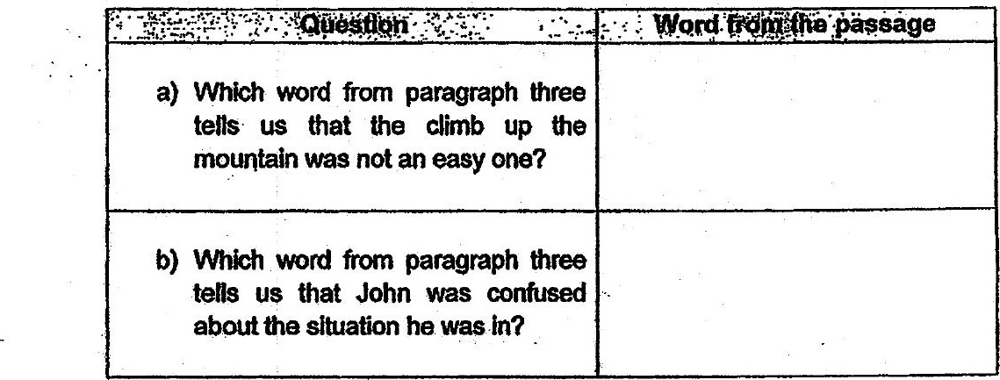 Question
Word from the passage
a) Which word from paragraph three
tells us that the climb up the
mountain was not an easy one?
b) Which word from paragraph three
tells us that John was confused
about the situation he was in?